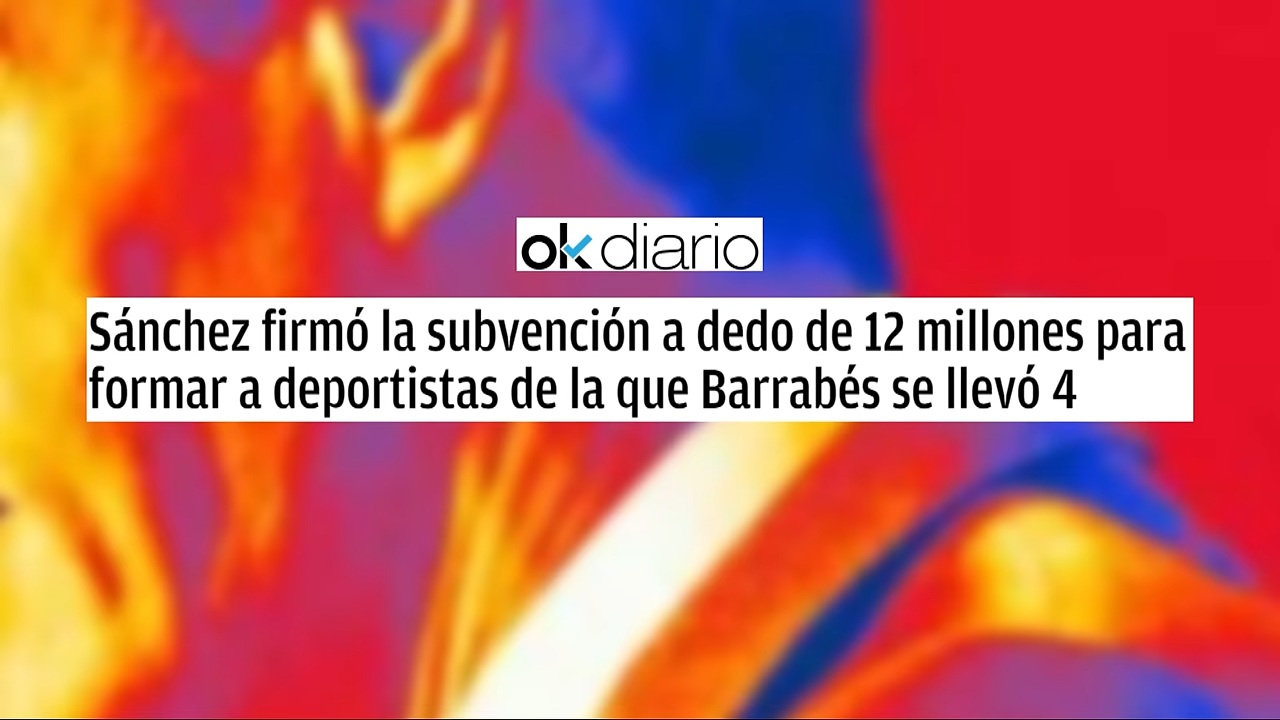 okdiario
Sánchez firmó la subvención a dedo de 12 millones para
formar a deportistas de la que Barrabés se llevó 4